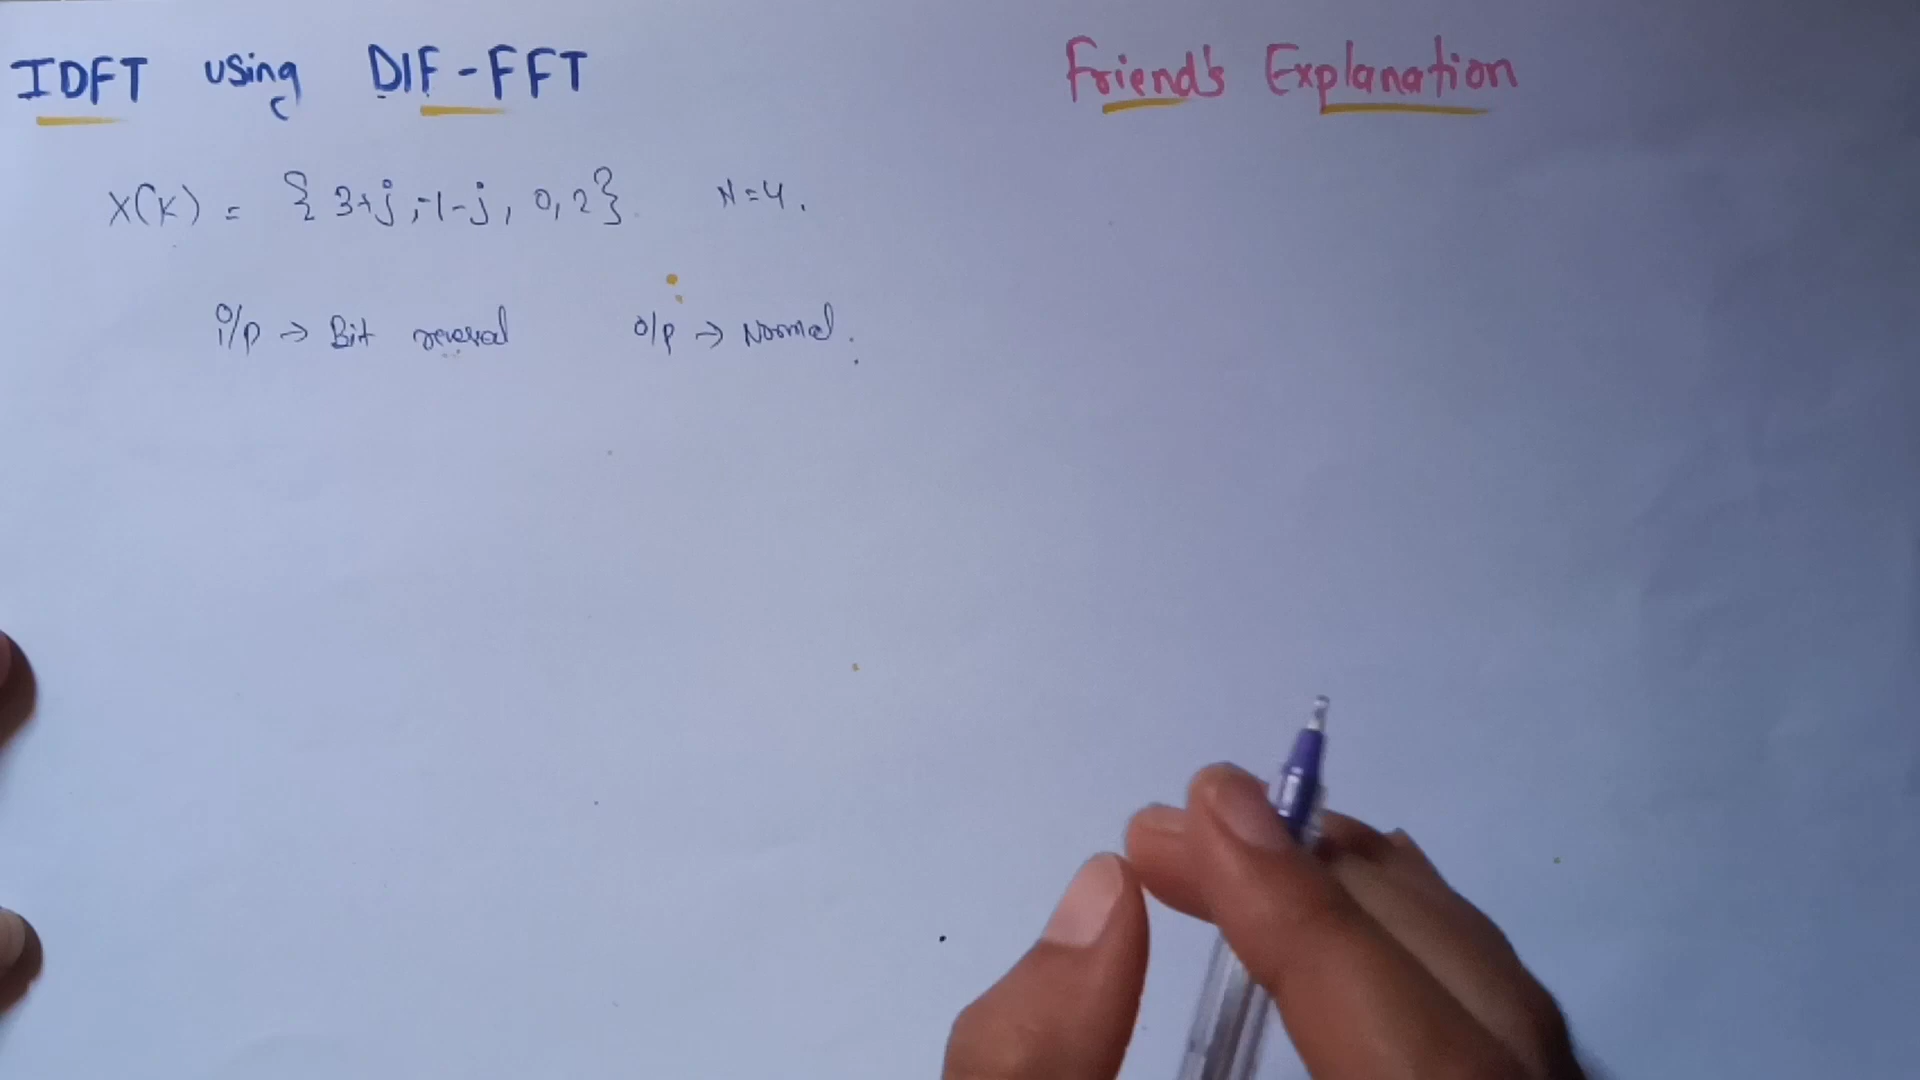 IDFT using DIF-FFT
Friend's Explanation
X(K) = { 3+j, -1-j, 0, 2} N=4.
i/p → Bit reversal o/p → Normal.